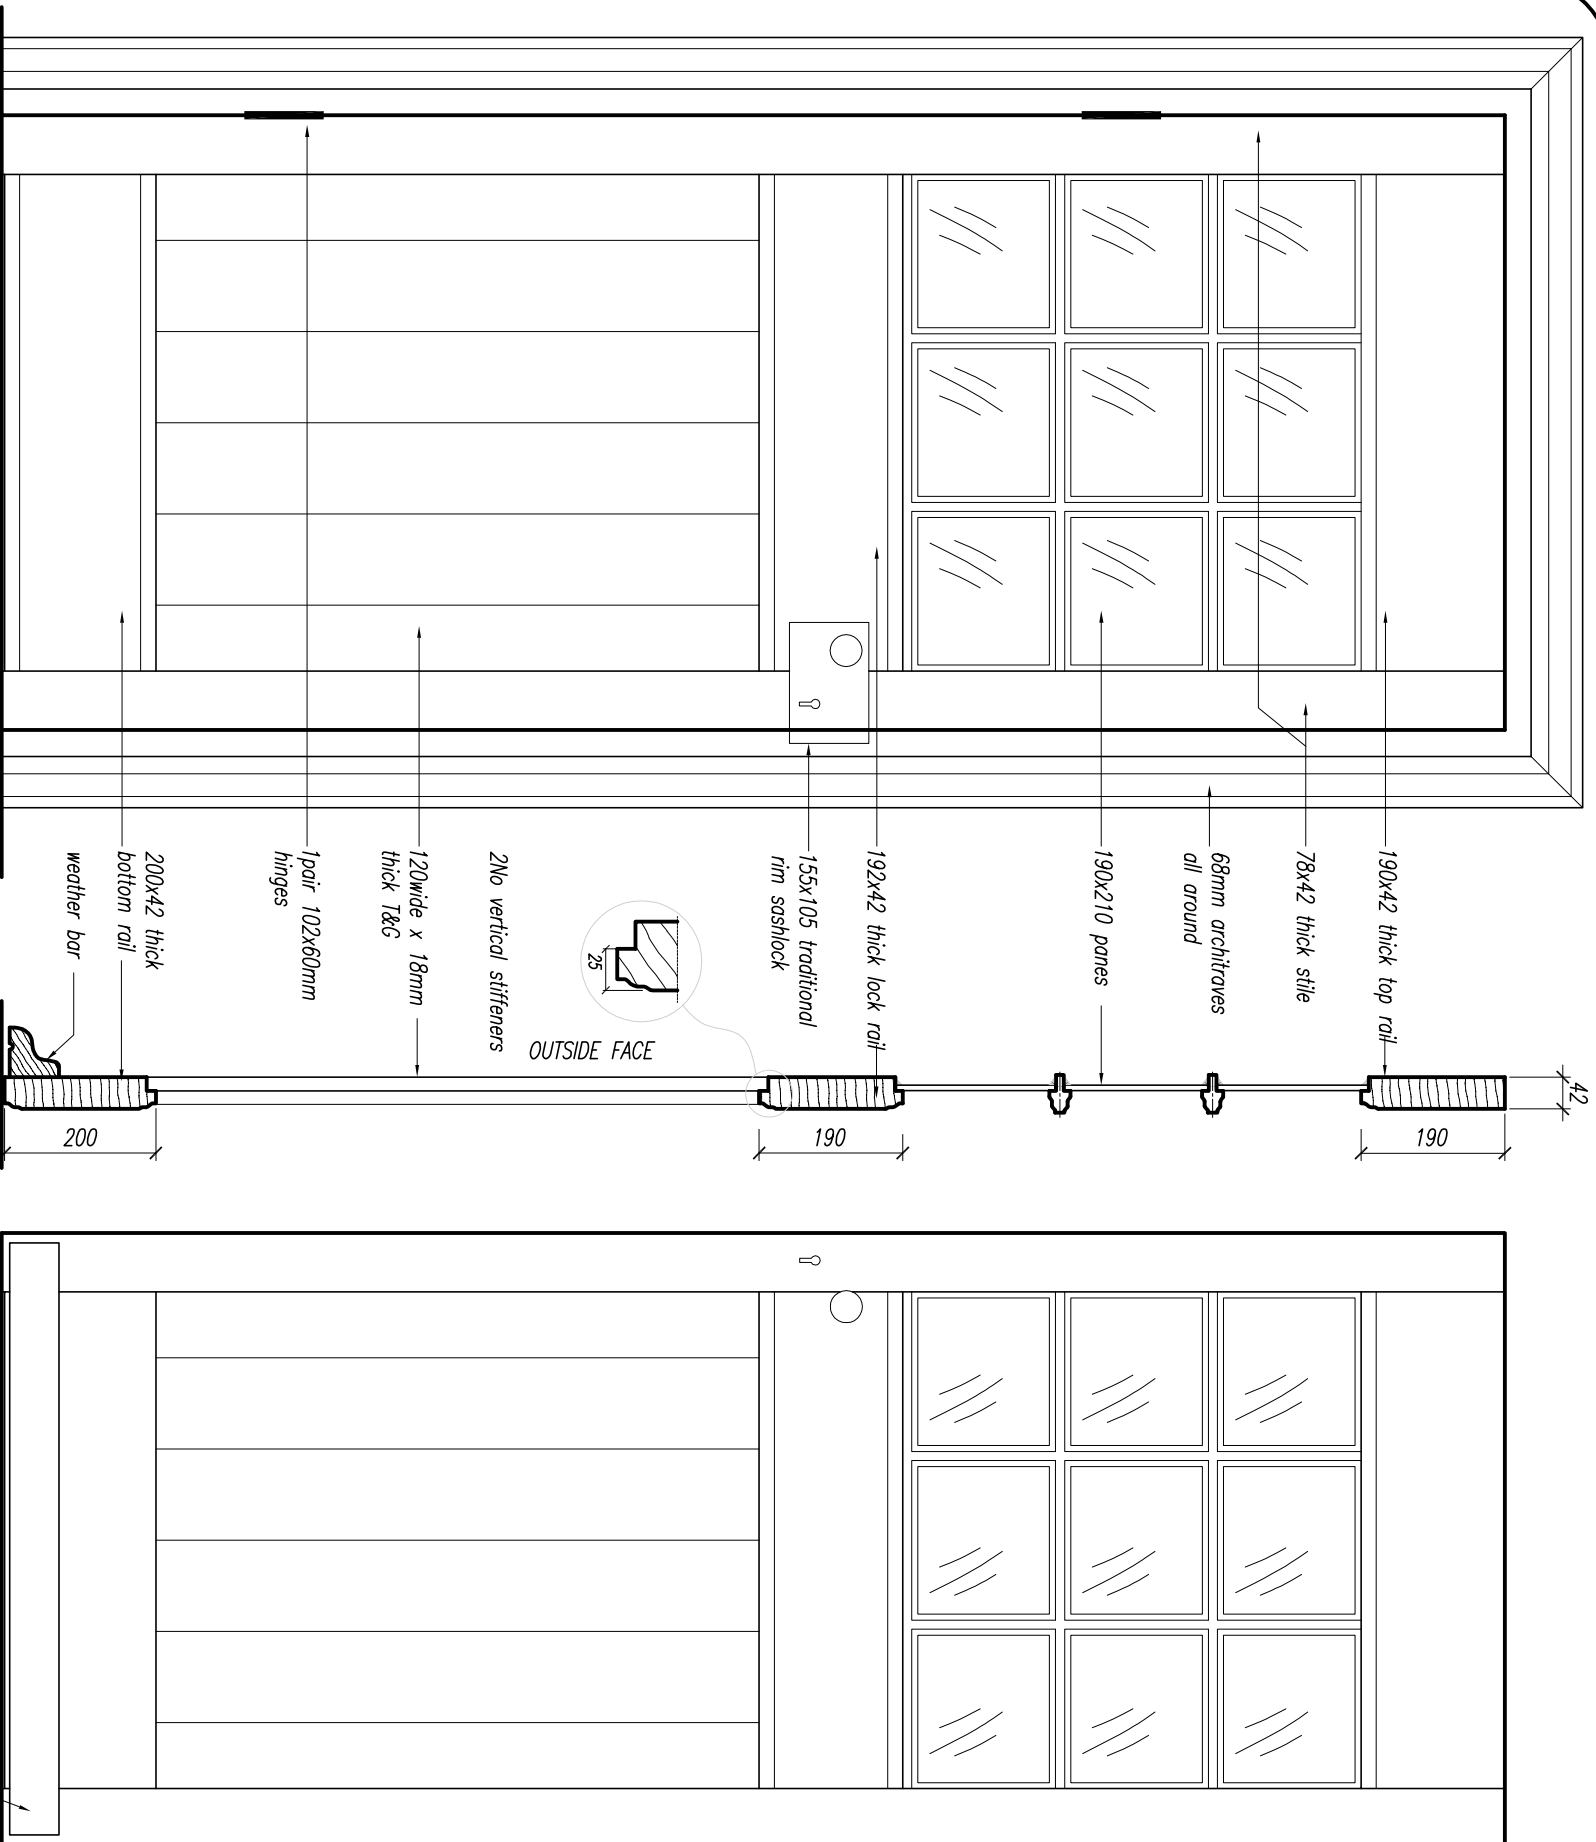 42
190
190
200
190x42 thick top rail
78x42 thick stile
68mm architraves
all around
190x210 panes
192x42 thick lock rail
155x105 traditional
rim sashlock
25
OUTSIDE FACE
2No vertical stiffeners
120wide x 18mm
thick T&G
1pair 102x60mm
hinges
200x42 thick
bottom rail
weather bar